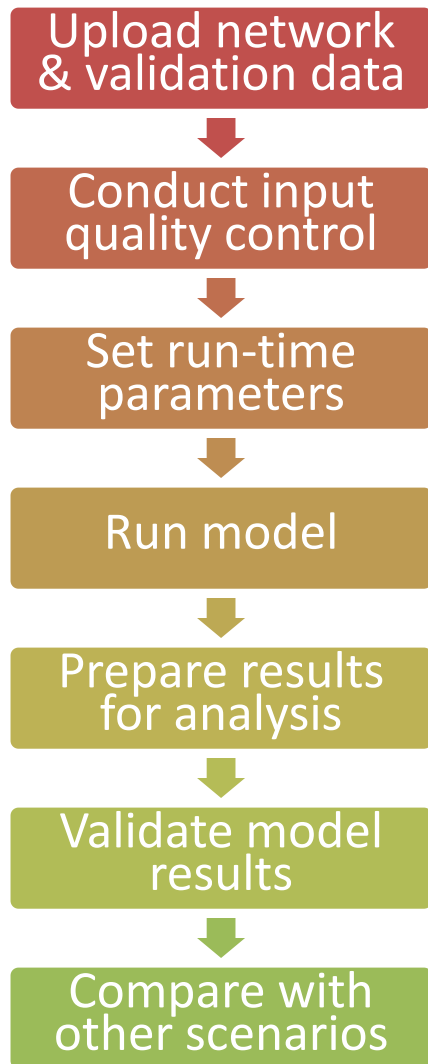 Upload network
& validation data
Conduct input
quality control
Set run-time
parameters
Run model
Prepare results
for analysis
Validate model
results
Compare with
other scenarios